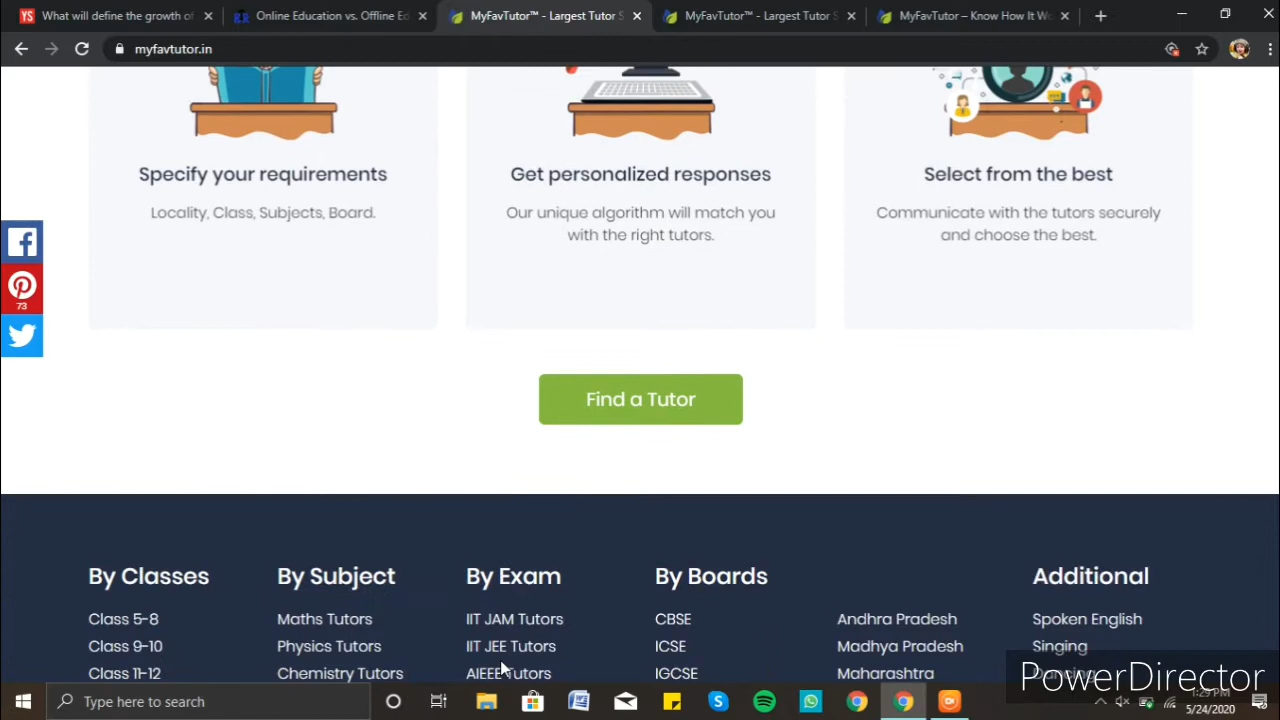 What will define the growth of
Online Education vs. Offline Ed
MyFavTutor™ - Largest Tutor S
MyFavTutor™ - Largest Tutor S
MyFavTutor – Know How It Wo
myfavtutor.in
Specify your requirements
Locality, Class, Subjects, Board.
Get personalized responses
Our unique algorithm will match you
with the right tutors.
Select from the best
Communicate with the tutors securely
and choose the best.
73
Find a Tutor
By Classes
Class 5-8
Class 9-10
Class 11-12
By Subject
Maths Tutors
Physics Tutors
Chemistry Tutors
By Exam
IIT JAM Tutors
IIT JEE Tutors
AIEEE Tutors
By Boards
CBSE
ICSE
IGCSE
Andhra Pradesh
Madhya Pradesh
Maharashtra
Additional
Spoken English
Singing
Dancing
PowerDirector
Type here to search
1:29 PM
5/24/2020